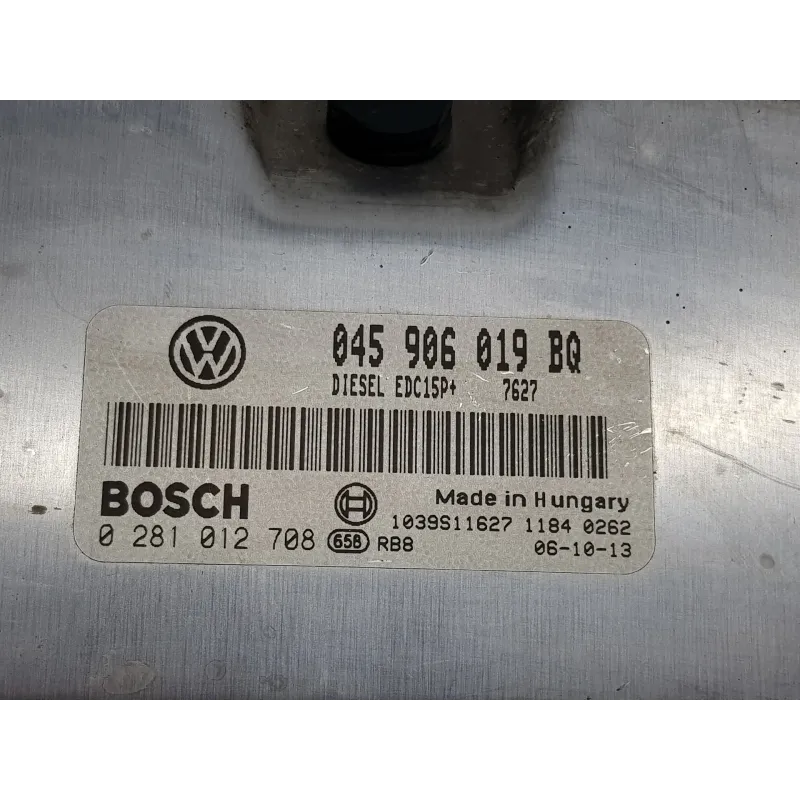 045 906 019 BQ
DIESEL EDC15P+ 7627
BOSCH
Made in Hungary
1039S11627 1184 0262
0 281 012 708 658 RB8
06-10-13